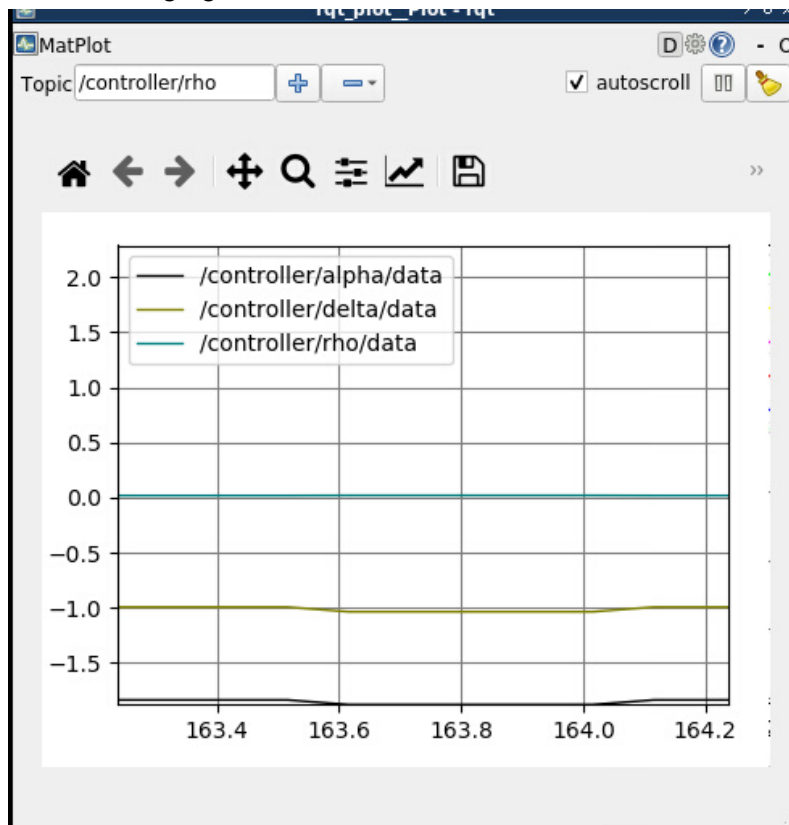 rqt_plot__Plot - rqt
MatPlot
D
Topic /controller/rho
autoscroll
/controller/alpha/data
/controller/delta/data
/controller/rho/data
2.0
1.5
1.0
0.5
0.0
−0.5
−1.0
−1.5
163.4 163.6 163.8 164.0 164.2